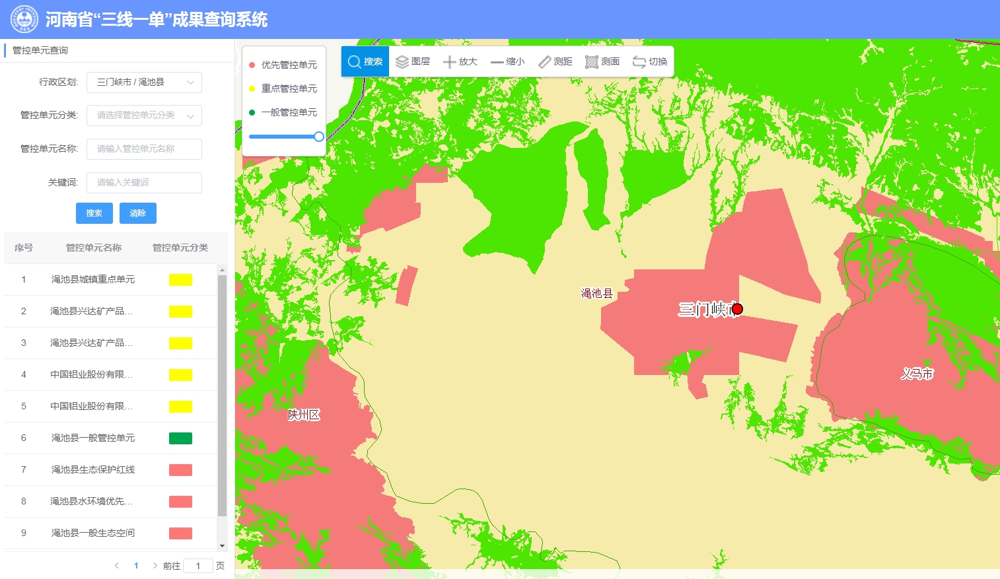 河南省“三线一单”成果查询系统
管控单元查询
行政区划:
三门峡市 / 渑池县
管控单元分类:
请选择管控单元分类
管控单元名称:
请输入管控单元名称
关键词:
请输入关键词
搜索 清除
序号 管控单元名称 管控单元分类
1 渑池县城镇重点单元
2 渑池县兴达矿产品...
3 渑池县兴达矿产品...
4 中国铝业股份有限...
5 中国铝业股份有限...
6 渑池县一般管控单元
7 渑池县生态保护红线
8 渑池县水环境优先...
9 渑池县一般生态空间
1 前往 1 页
优先管控单元
重点管控单元
一般管控单元
搜索 图层 放大 缩小 测距 测面 切换
渑池县
三门峡市
义马市
陕州区